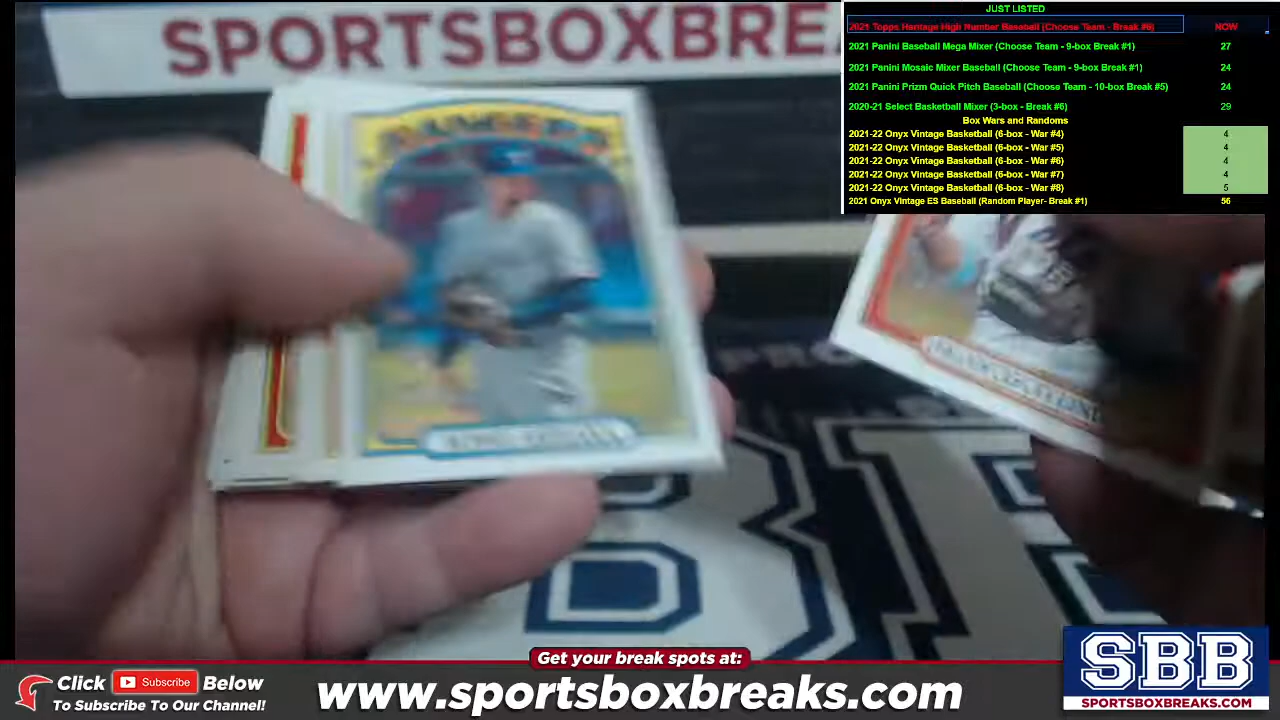 SPORTSBOXBREA
JUST LISTED
2021 Topps Heritage High Number Baseball (Choose Team - Break #6) NOW
2021 Panini Baseball Mega Mixer (Choose Team - 9-box Break #1) 27
2021 Panini Mosaic Mixer Baseball (Choose Team - 9-box Break #1) 24
2021 Panini Prizm Quick Pitch Baseball (Choose Team - 10-box Break #5) 24
2020-21 Select Basketball Mixer (3-box - Break #6) 29
Box Wars and Randoms
2021-22 Onyx Vintage Basketball (6-box - War #4) 4
2021-22 Onyx Vintage Basketball (6-box - War #5) 4
2021-22 Onyx Vintage Basketball (6-box - War #6) 4
2021-22 Onyx Vintage Basketball (6-box - War #7) 4
2021-22 Onyx Vintage Basketball (6-box - War #8) 5
2021 Onyx Vintage ES Baseball (Random Player- Break #1) 56
YANKEES
Get your break spots at:
Click Subscribe Below
To Subscribe To Our Channel!
www.sportsboxbreaks.com
SBB
SPORTSBOXBREAKS.COM